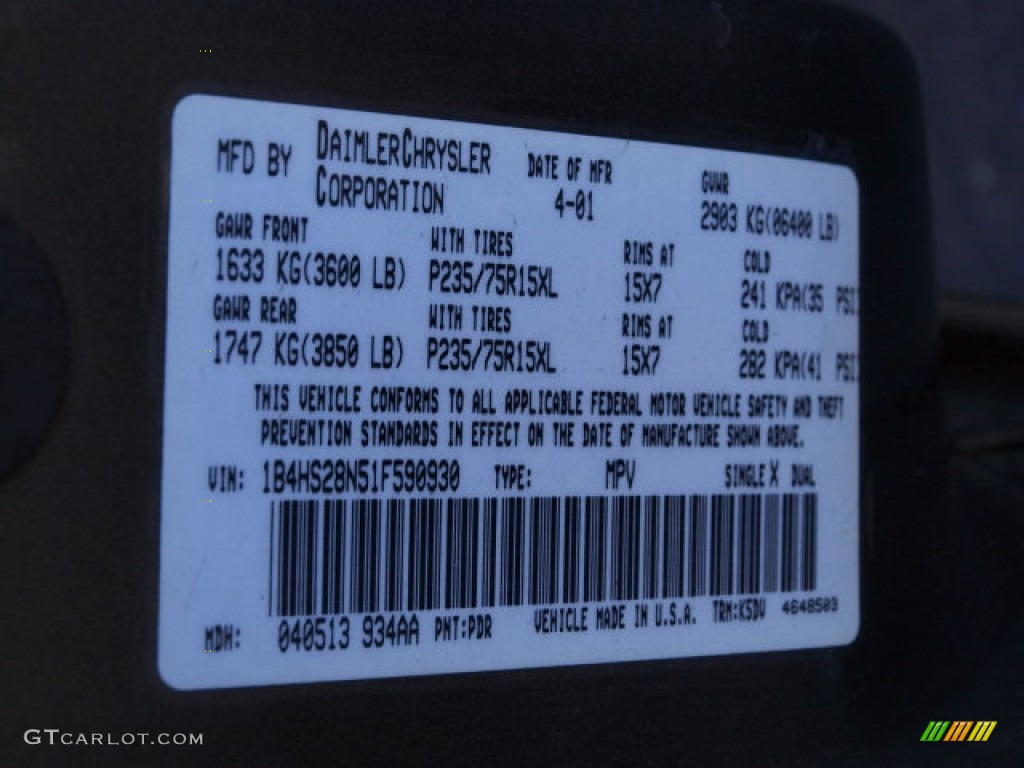 MFD BY DAIMLERCHRYSLER CORPORATION DATE OF MFR 4-01 GVWR 2903 KG(06400 LB)
GAWR FRONT WITH TIRES RIMS AT COLD
1633 KG(3600 LB) P235/75R15XL 15X7 241 KPA(35 PSI
GAWR REAR WITH TIRES RIMS AT COLD
1747 KG(3850 LB) P235/75R15XL 15X7 282 KPA(41 PSI
THIS VEHICLE CONFORMS TO ALL APPLICABLE FEDERAL MOTOR VEHICLE SAFETY AND THEFT
PREVENTION STANDARDS IN EFFECT ON THE DATE OF MANUFACTURE SHOWN ABOVE.
VIN: 1B4HS28N51F590930 TYPE: MPV SINGLE X DUAL
MDH: 040513 934AA PNT:PDR VEHICLE MADE IN U.S.A. TRM:K5DV 4648503
GTCARLOT.COM